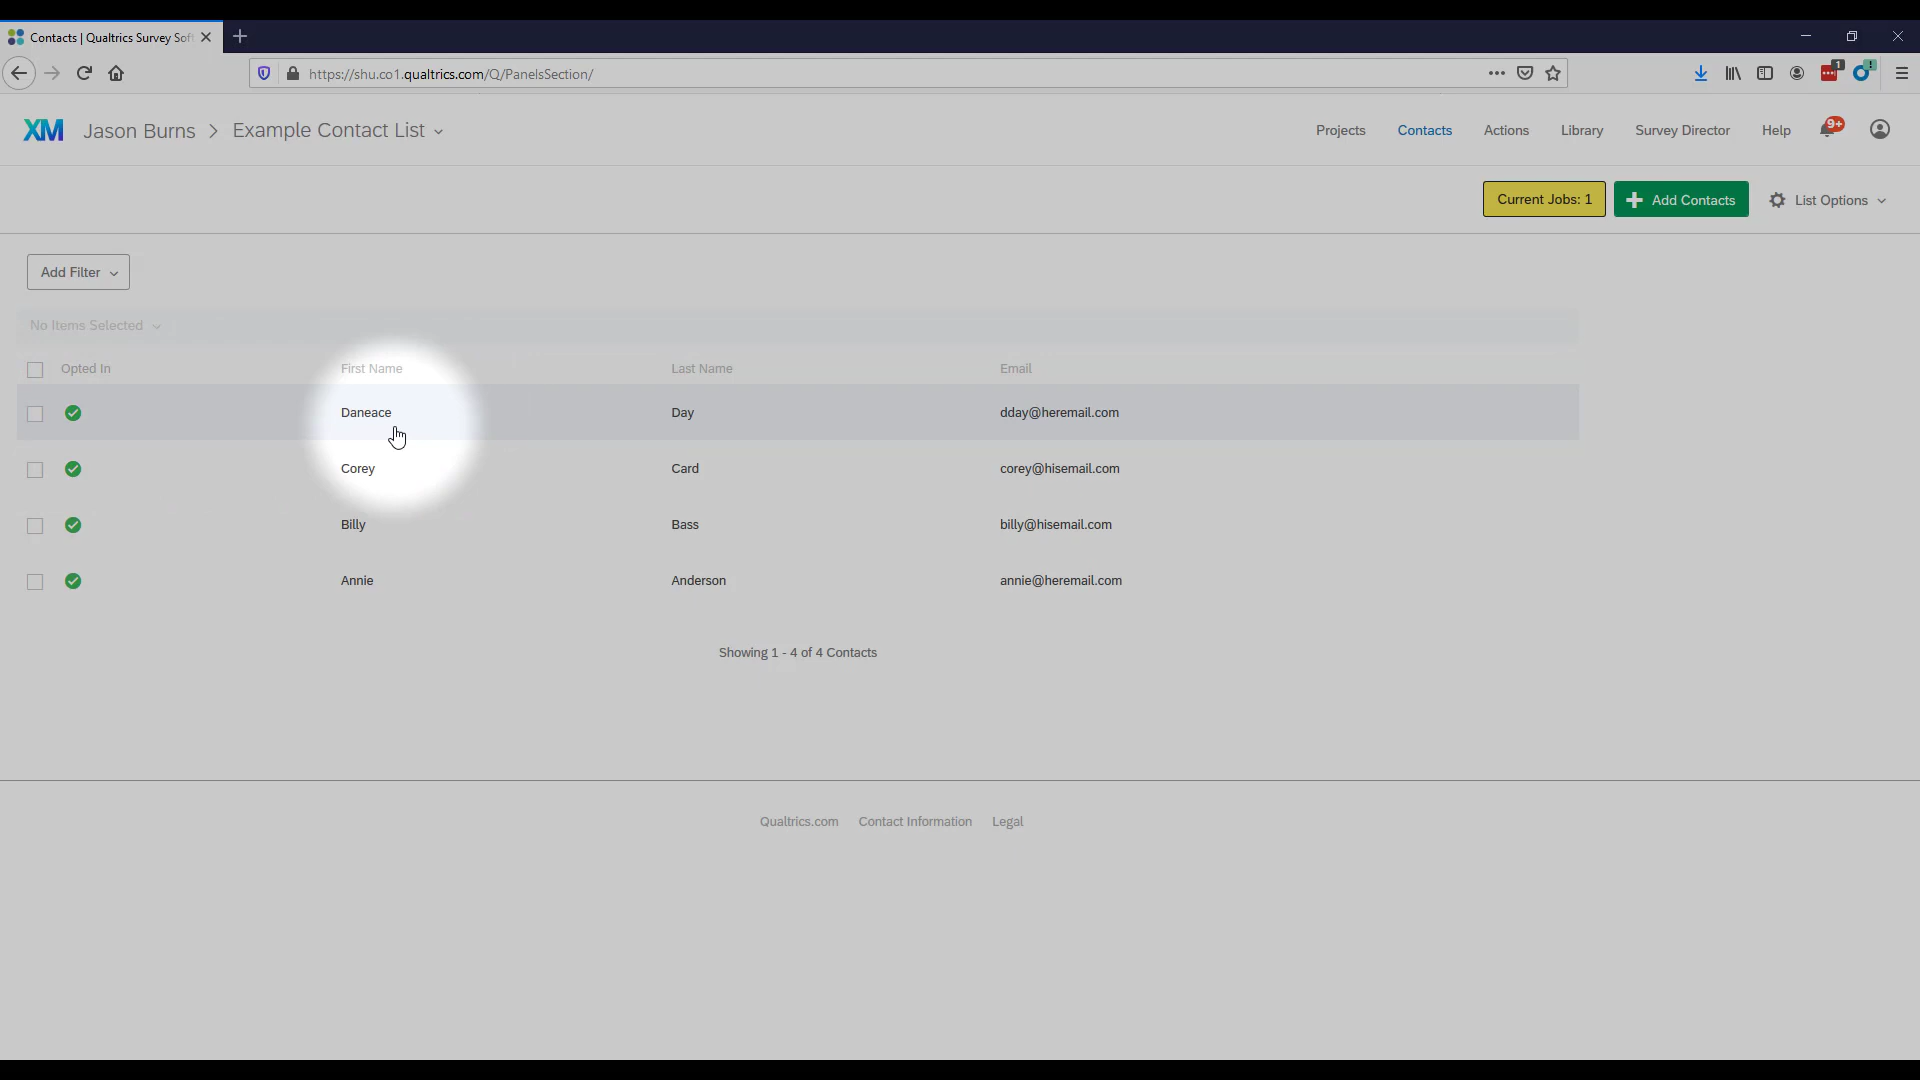 Contacts | Qualtrics Survey Soft
https://shu.co1.qualtrics.com/Q/PanelsSection/
1
!
XM Jason Burns > Example Contact List
Projects Contacts Actions Library Survey Director Help 9+
Current Jobs: 1 Add Contacts List Options
Add Filter
No Items Selected
Opted In First Name Last Name Email
Daneace Day dday@heremail.com
Corey Card corey@hisemail.com
Billy Bass billy@hisemail.com
Annie Anderson annie@heremail.com
Showing 1 - 4 of 4 Contacts
Qualtrics.com Contact Information Legal